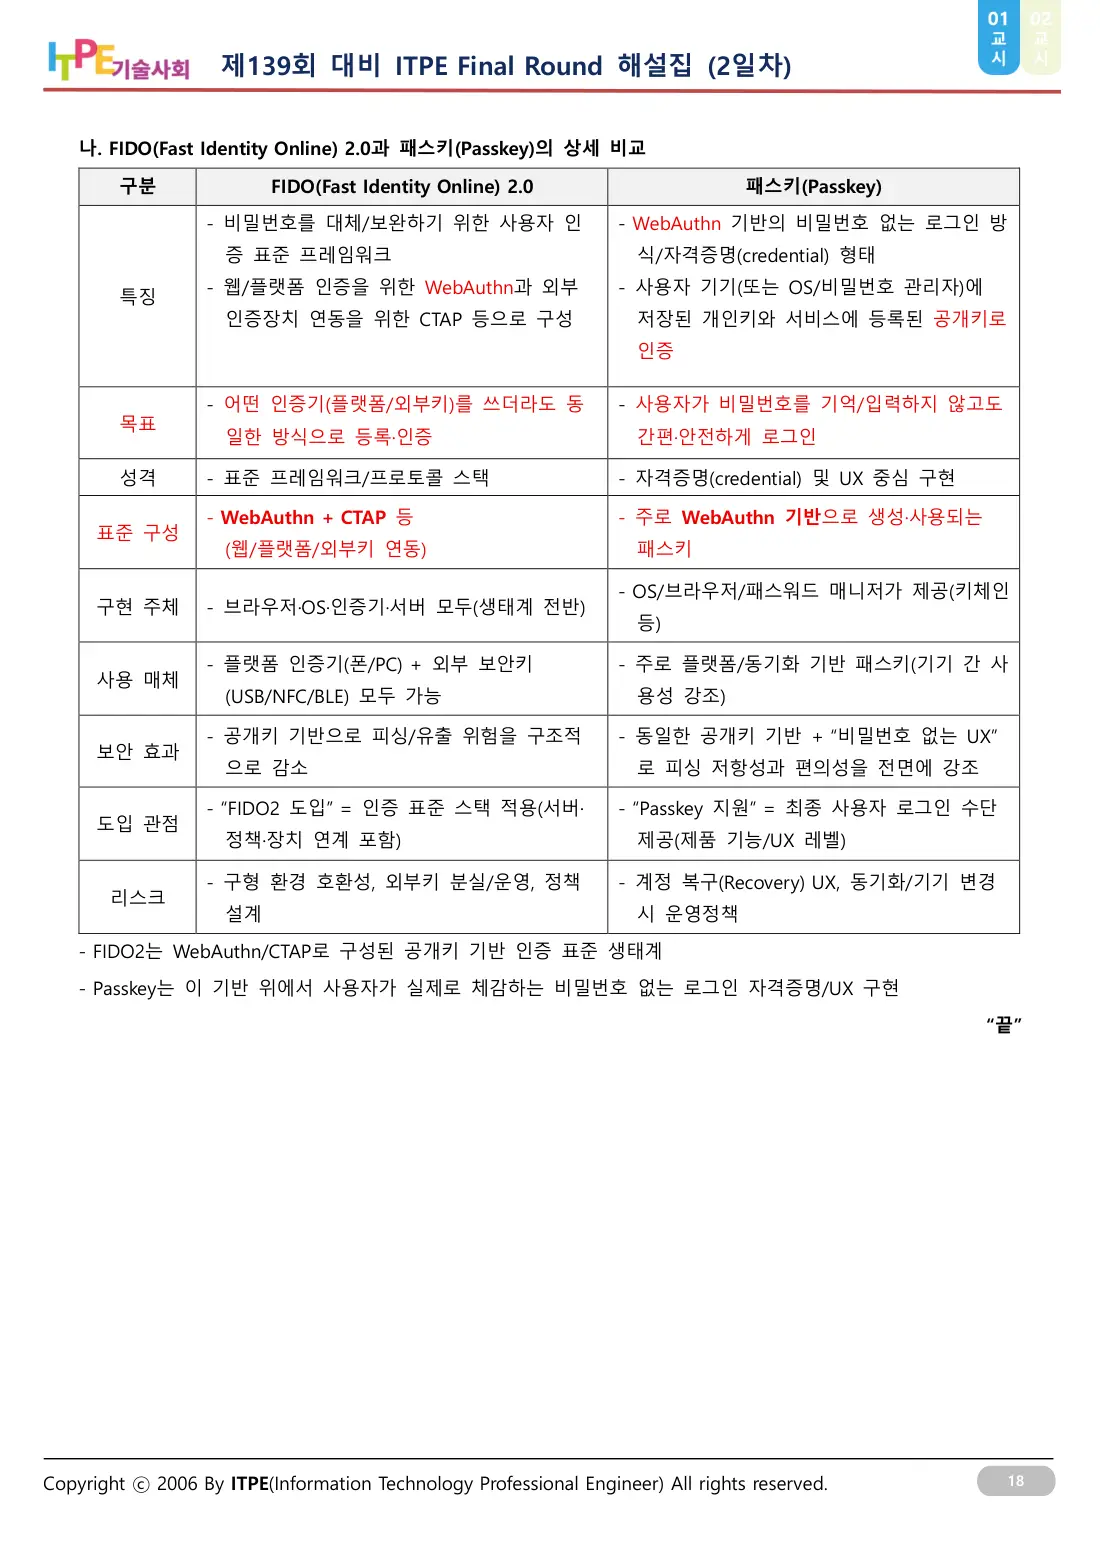 01
교
시
02
교
시
ITPE기술사회
제139회 대비 ITPE Final Round 해설집 (2일차)
나. FIDO(Fast Identity Online) 2.0과 패스키(Passkey)의 상세 비교
구분
FIDO(Fast Identity Online) 2.0
패스키(Passkey)
특징
- 비밀번호를 대체/보완하기 위한 사용자 인
증 표준 프레임워크
- 웹/플랫폼 인증을 위한 WebAuthn과 외부
인증장치 연동을 위한 CTAP 등으로 구성
- WebAuthn 기반의 비밀번호 없는 로그인 방
식/자격증명(credential) 형태
- 사용자 기기(또는 OS/비밀번호 관리자)에
저장된 개인키와 서비스에 등록된 공개키로
인증
목표
- 어떤 인증기(플랫폼/외부키)를 쓰더라도 동
일한 방식으로 등록·인증
- 사용자가 비밀번호를 기억/입력하지 않고도
간편·안전하게 로그인
성격
- 표준 프레임워크/프로토콜 스택
- 자격증명(credential) 및 UX 중심 구현
표준 구성
- WebAuthn + CTAP 등
(웹/플랫폼/외부키 연동)
- 주로 WebAuthn 기반으로 생성·사용되는
패스키
구현 주체
- 브라우저·OS·인증기·서버 모두(생태계 전반)
- OS/브라우저/패스워드 매니저가 제공(키체인
등)
사용 매체
- 플랫폼 인증기(폰/PC) + 외부 보안키
(USB/NFC/BLE) 모두 가능
- 주로 플랫폼/동기화 기반 패스키(기기 간 사
용성 강조)
보안 효과
- 공개키 기반으로 피싱/유출 위험을 구조적
으로 감소
- 동일한 공개키 기반 + “비밀번호 없는 UX”
로 피싱 저항성과 편의성을 전면에 강조
도입 관점
- “FIDO2 도입” = 인증 표준 스택 적용(서버·
정책·장치 연계 포함)
- “Passkey 지원” = 최종 사용자 로그인 수단
제공(제품 기능/UX 레벨)
리스크
- 구형 환경 호환성, 외부키 분실/운영, 정책
설계
- 계정 복구(Recovery) UX, 동기화/기기 변경
시 운영정책
- FIDO2는 WebAuthn/CTAP로 구성된 공개키 기반 인증 표준 생태계
- Passkey는 이 기반 위에서 사용자가 실제로 체감하는 비밀번호 없는 로그인 자격증명/UX 구현
“끝”
Copyright ⓒ 2006 By ITPE(Information Technology Professional Engineer) All rights reserved.
18